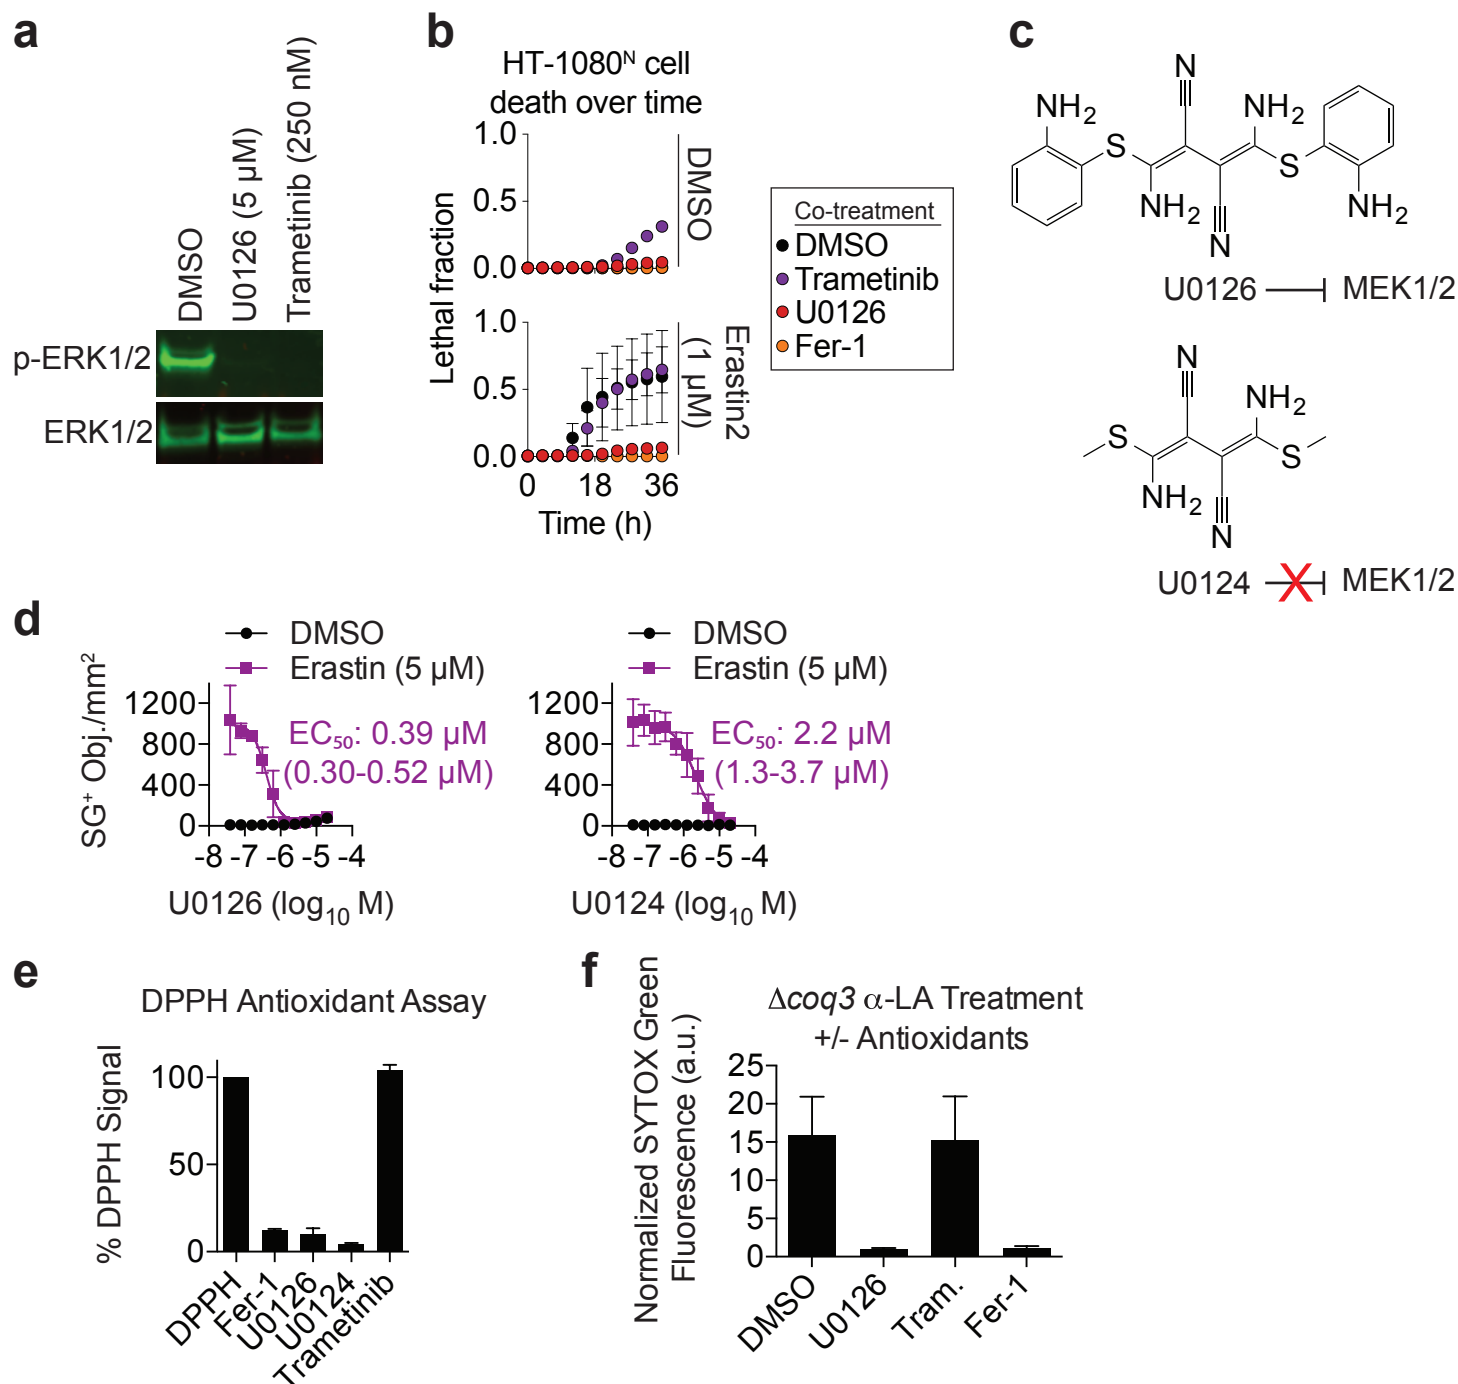 a
DMSO
U0126 (5 µM)
Trametinib (250 nM)
p-ERK1/2
ERK1/2
b
HT-1080ᴺ cell
death over time
Lethal fraction
1.0
0.5
0.0
DMSO
1.0
0.5
0.0
Erastin2
(1 µM)
0 18 36
Time (h)
Co-treatment
DMSO
Trametinib
U0126
Fer-1
c
N
NH2
NH2
S
S
NH2
NH2
N
U0126 MEK1/2
N
NH2
S
S
NH2
N
U0124 X MEK1/2
d
SG⁺ Obj./mm²
DMSO
Erastin (5 µM)
1200
800
400
0
EC₅₀: 0.39 µM
(0.30-0.52 µM)
-8 -7 -6 -5 -4
U0126 (log₁₀ M)
DMSO
Erastin (5 µM)
1200
800
400
0
EC₅₀: 2.2 µM
(1.3-3.7 µM)
-8 -7 -6 -5 -4
U0124 (log₁₀ M)
e
DPPH Antioxidant Assay
% DPPH Signal
100
50
0
DPPH
Fer-1
U0126
U0124
Trametinib
f
Δcoq3 α-LA Treatment
+/- Antioxidants
Normalized SYTOX Green
Fluorescence (a.u.)
25
20
15
10
5
0
DMSO
U0126
Tram.
Fer-1